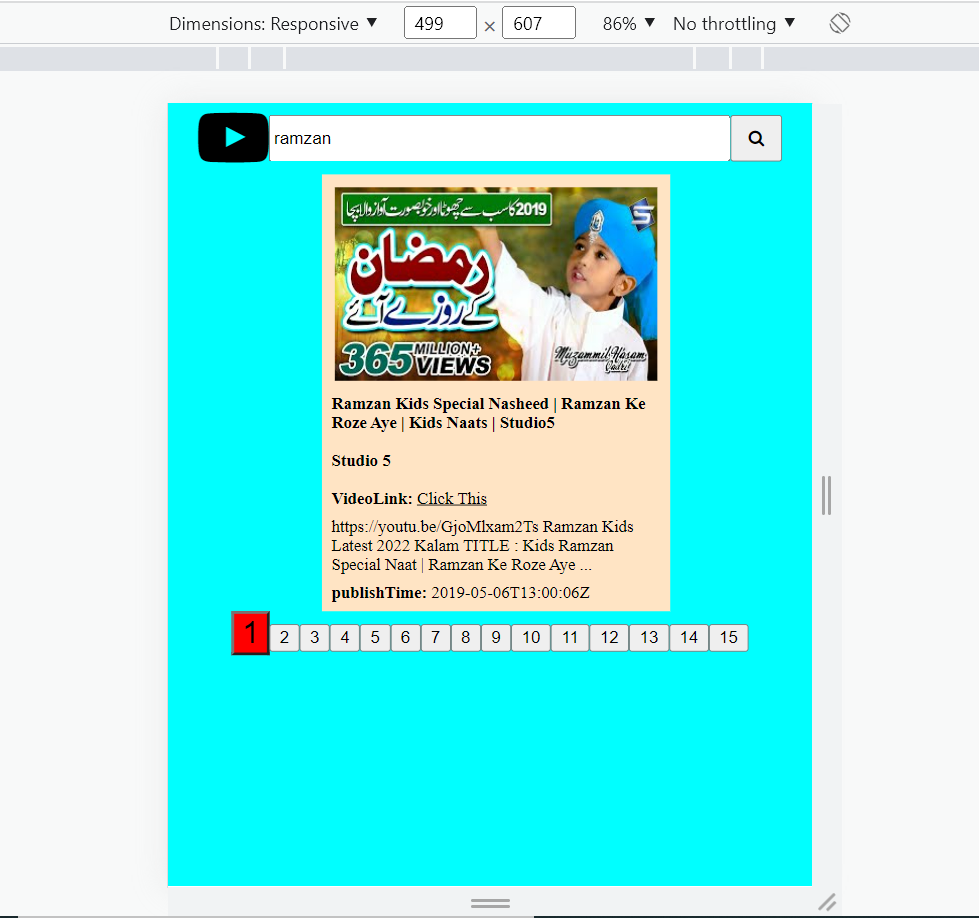 Dimensions: Responsive ▼ 499 × 607 86% ▼ No throttling ▼
ramzan
2019 کا سب سے چھوٹا اور خوبصورت آواز والا بچا
رمضان
کے روزے آئے
365 MILLION+ VIEWS
Muzammil Hasam
Qadri
S
Ramzan Kids Special Nasheed | Ramzan Ke
Roze Aye | Kids Naats | Studio5
Studio 5
VideoLink: Click This
https://youtu.be/GjoMlxam2Ts Ramzan Kids
Latest 2022 Kalam TITLE : Kids Ramzan
Special Naat | Ramzan Ke Roze Aye ...
publishTime: 2019-05-06T13:00:06Z
1 2 3 4 5 6 7 8 9 10 11 12 13 14 15